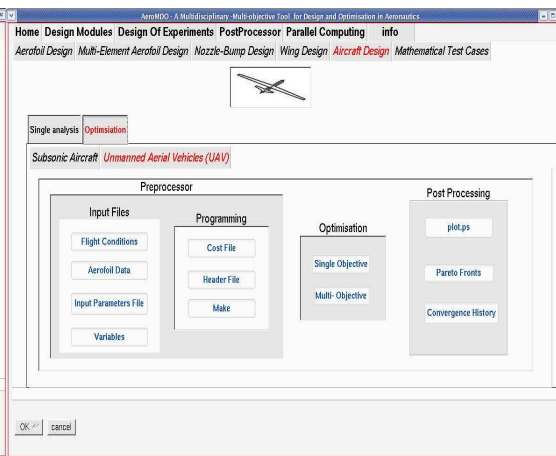 AeroMDO - A Multidisciplinary -Multi-objective Tool for Design and Optimisation in Aeronautics
Home Design Modules Design Of Experiments PostProcessor Parallel Computing info
Aerofoil Design Multi-Element Aerofoil Design Nozzle-Bump Design Wing Design Aircraft Design Mathematical Test Cases
Single analysis Optimsiation
Subsonic Aircraft Unmanned Aerial Vehicles (UAV)
Preprocessor
Input Files
Flight Conditions
Aerofoil Data
Input Parameters File
Variables
Programming
Cost File
Header File
Make
Optimisation
Single Objective
Multi- Objective
Post Processing
plot.ps
Pareto Fronts
Convergence History
OK
cancel